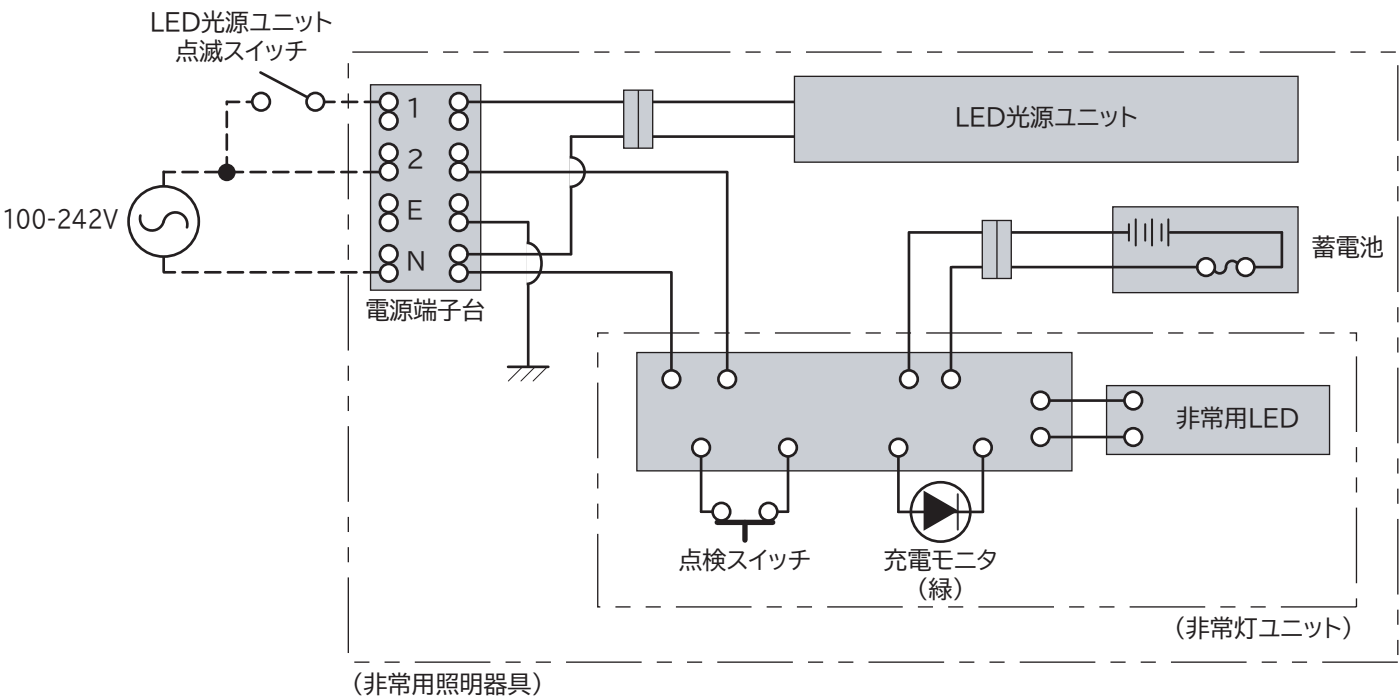 LED光源ユニット
点滅スイッチ
1
LED光源ユニット
2
100-242V
E
N
蓄電池
電源端子台
非常用LED
点検スイッチ
充電モニタ
(緑)
(非常灯ユニット)
(非常用照明器具)